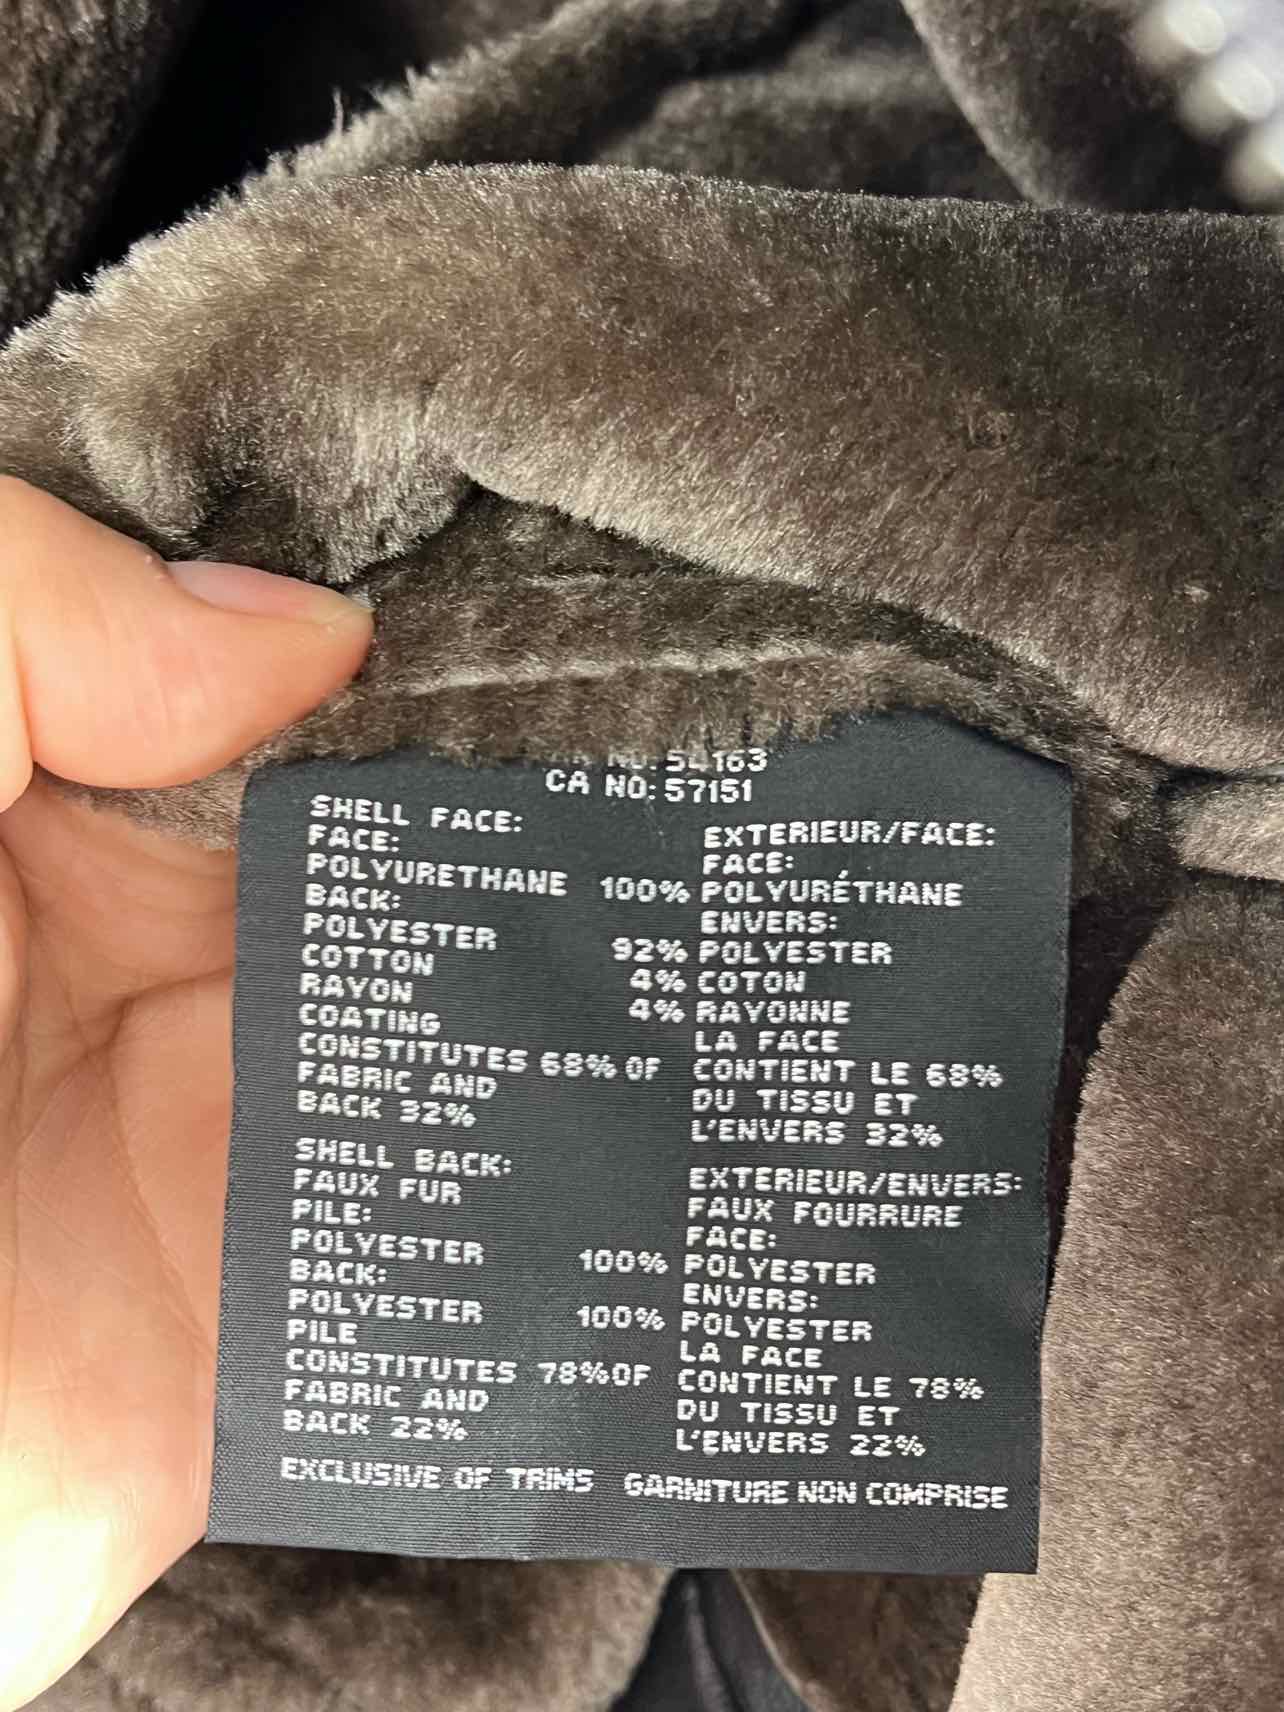 NO: 54163
CA NO: 57151
SHELL FACE:
FACE:
POLYURETHANE 100%
BACK:
POLYESTER 92%
COTTON 4%
RAYON 4%
COATING
CONSTITUTES 68% OF
FABRIC AND
BACK 32%
SHELL BACK:
FAUX FUR
PILE:
POLYESTER 100%
BACK:
POLYESTER 100%
PILE
CONSTITUTES 78%OF
FABRIC AND
BACK 22%
EXCLUSIVE OF TRIMS
EXTERIEUR/FACE:
FACE:
POLYURÉTHANE
ENVERS:
POLYESTER
COTON
RAYONNE
LA FACE
CONTIENT LE 68%
DU TISSU ET
L'ENVERS 32%
EXTERIEUR/ENVERS:
FAUX FOURRURE
FACE:
POLYESTER
ENVERS:
POLYESTER
LA FACE
CONTIENT LE 78%
DU TISSU ET
L'ENVERS 22%
GARNITURE NON COMPRISE